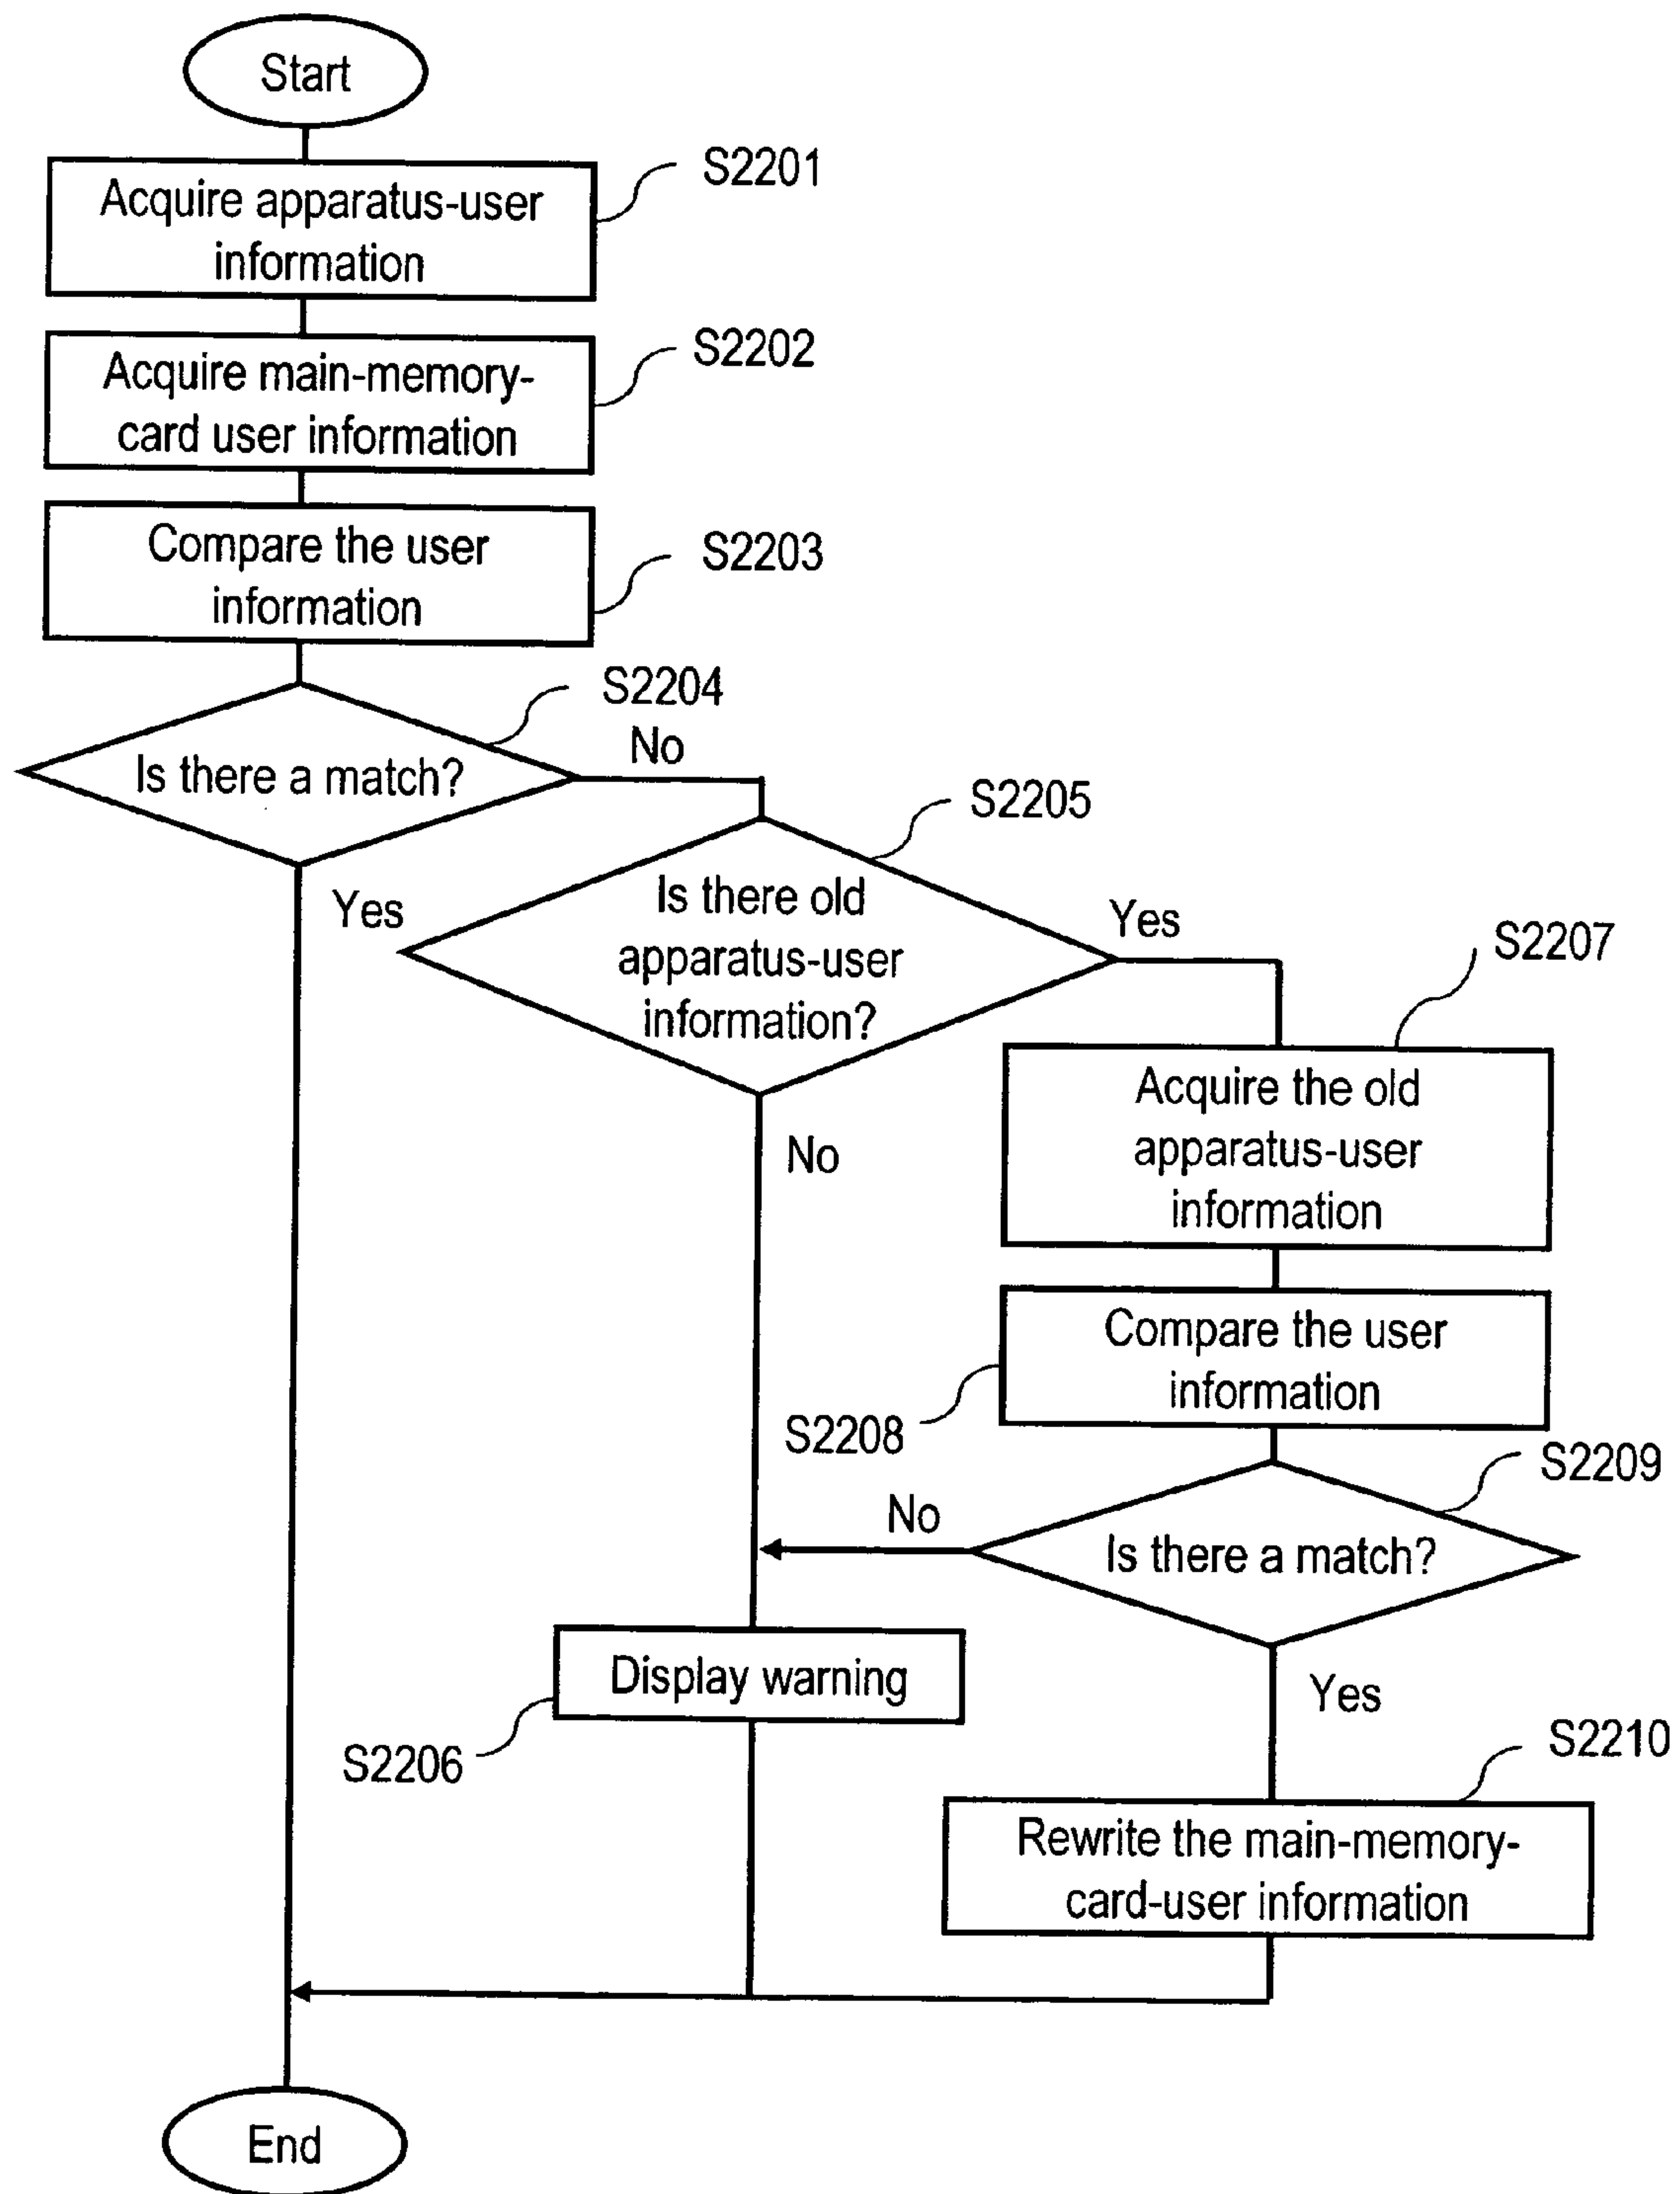 Start
S2201
Acquire apparatus-user
information
S2202
Acquire main-memory-
card user information
S2203
Compare the user
information
S2204
Is there a match?
No
Yes
S2205
Is there old
apparatus-user
information?
Yes
No
S2207
Acquire the old
apparatus-user
information
Compare the user
information
S2208
S2209
Is there a match?
No
Yes
Display warning
S2206
S2210
Rewrite the main-memory-
card-user information
End